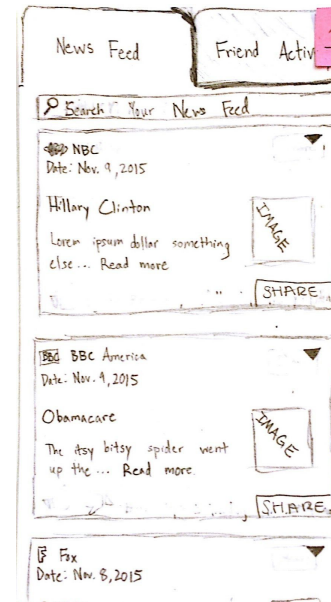 News Feed
Friend Activ
Search Your News Feed
NBC
Date: Nov. 9, 2015
Hillary Clinton
IMAGE
Lorem ipsum dollar something
else... Read more
SHARE
BBC BBC America
Date: Nov. 9, 2015
Obamacare
IMAGE
The itsy bitsy spider went
up the ... Read more
SHARE
F Fox
Date: Nov. 8, 2015